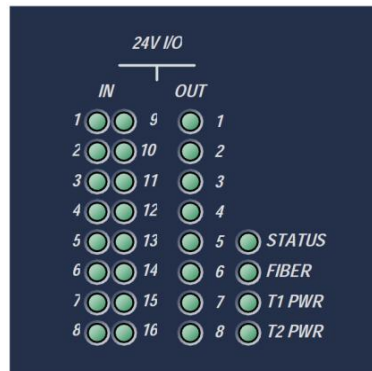 24V I/O
IN OUT
1 9 1
2 10 2
3 11 3
4 12 4
5 13 5 STATUS
6 14 6 FIBER
7 15 7 T1 PWR
8 16 8 T2 PWR